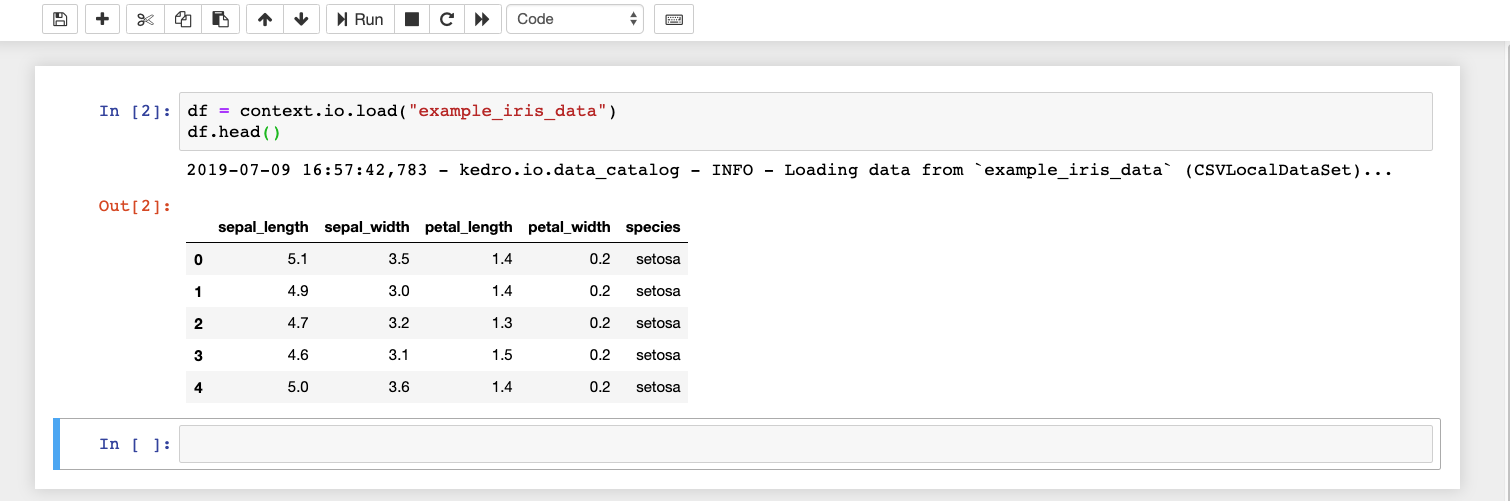 Run Code
In [2]: df = context.io.load("example_iris_data")
df.head()
2019-07-09 16:57:42,783 - kedro.io.data_catalog - INFO - Loading data from `example_iris_data` (CSVLocalDataSet)...
Out[2]:
sepal_length sepal_width petal_length petal_width species
0 5.1 3.5 1.4 0.2 setosa
1 4.9 3.0 1.4 0.2 setosa
2 4.7 3.2 1.3 0.2 setosa
3 4.6 3.1 1.5 0.2 setosa
4 5.0 3.6 1.4 0.2 setosa
In [ ]: